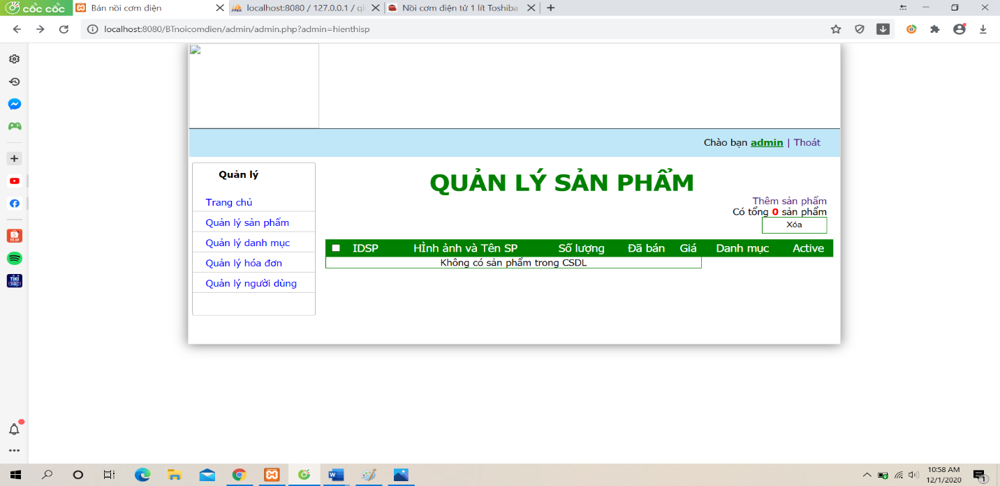 cốc cốc
Bán nồi cơm điện
localhost:8080 / 127.0.0.1 / ql
Nồi cơm điện tử 1 lít Toshiba
localhost:8080/BTnoicomdien/admin/admin.php?admin=hienthisp
Chào bạn admin | Thoát
Quản lý
Trang chủ
Quản lý sản phẩm
Quản lý danh mục
Quản lý hóa đơn
Quản lý người dùng
QUẢN LÝ SẢN PHẨM
Thêm sản phẩm
Có tổng 0 sản phẩm
Xóa
IDSP HÌnh ảnh và Tên SP Số lượng Đã bán Giá Danh mục Active
Không có sản phẩm trong CSDL
10:58 AM
12/1/2020